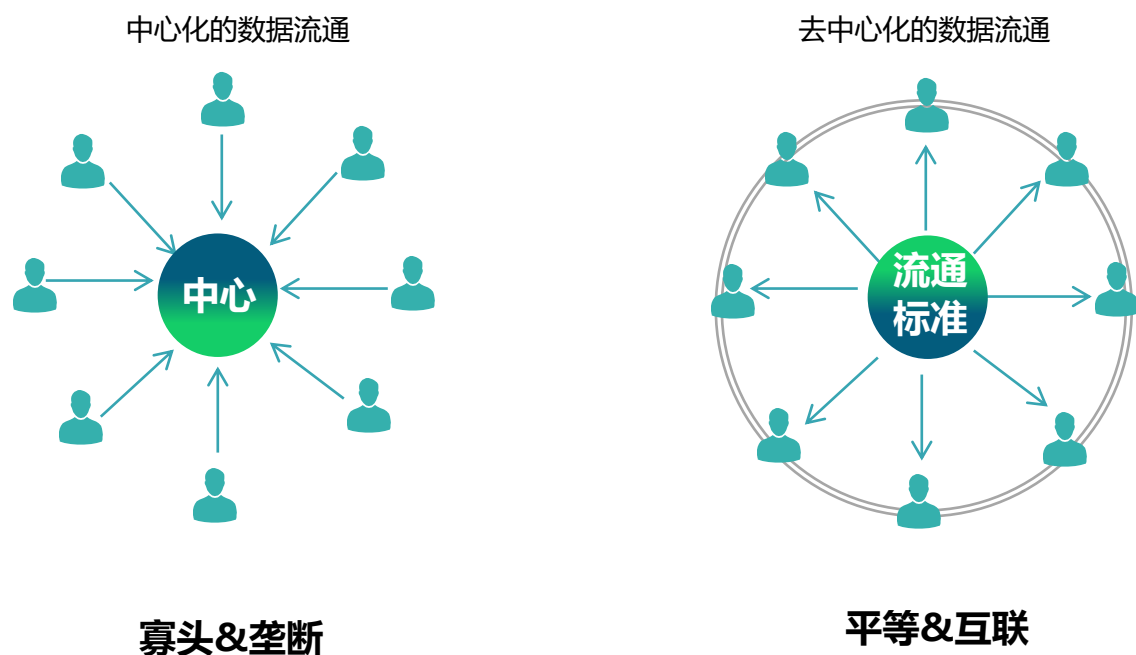 中心化的数据流通
去中心化的数据流通
中心
流通
标准
寡头&垄断
平等&互联